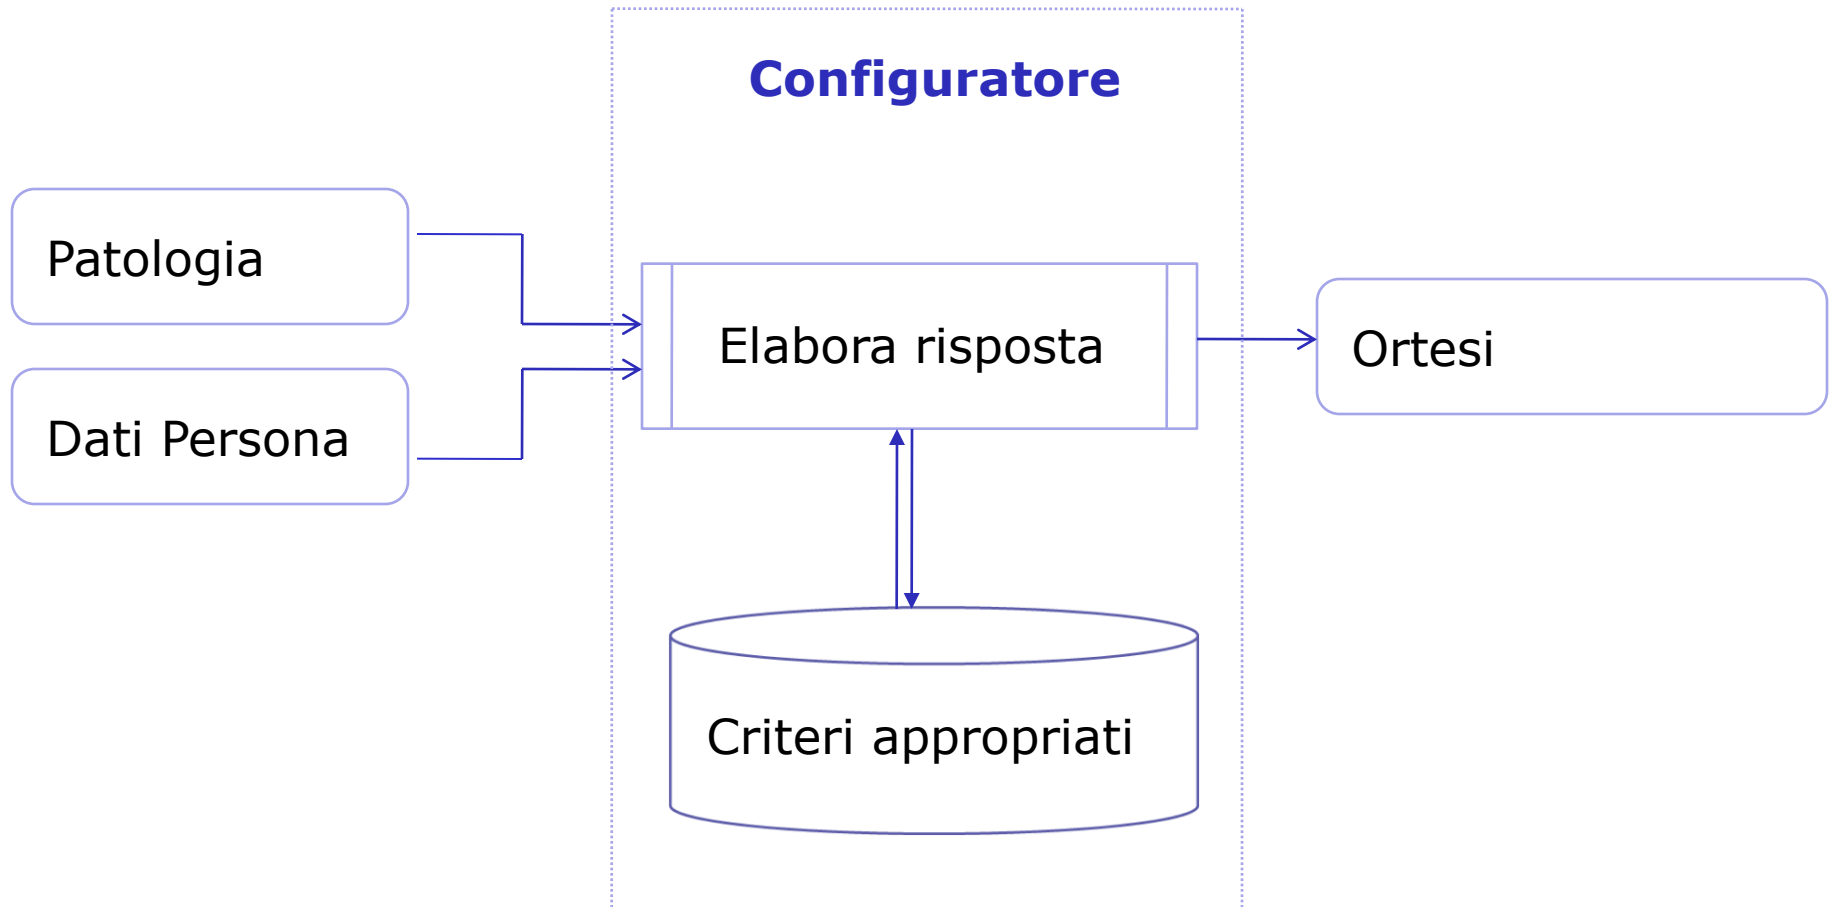 Configuratore
Patologia
Dati Persona
Elabora risposta
Ortesi
Criteri appropriati